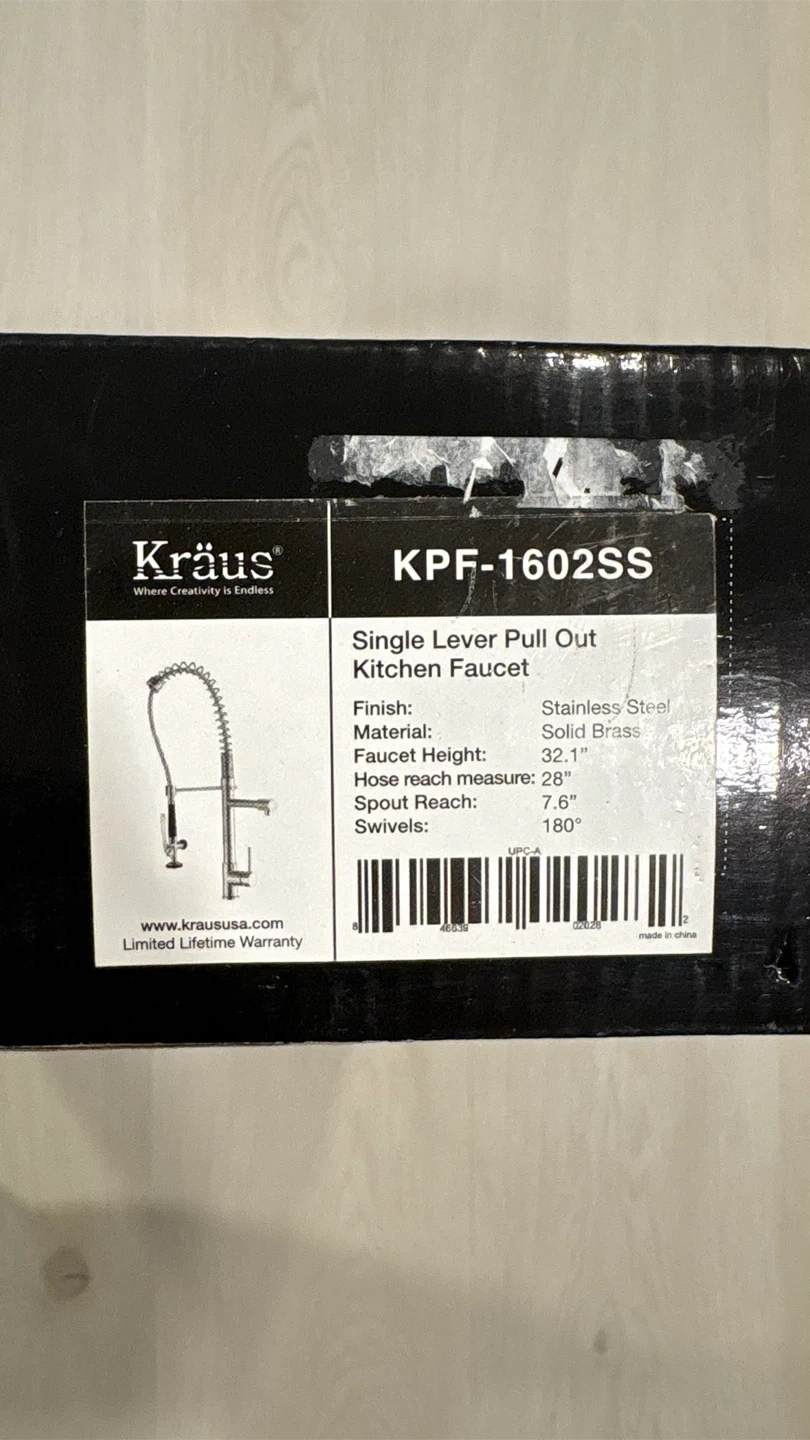 Kräus®
Where Creativity is Endless
KPF-1602SS
Single Lever Pull Out
Kitchen Faucet
Finish: Stainless Steel
Material: Solid Brass
Faucet Height: 32.1"
Hose reach measure: 28"
Spout Reach: 7.6"
Swivels: 180°
UPC-A
8 46639 02028 2
made in china
www.kraususa.com
Limited Lifetime Warranty